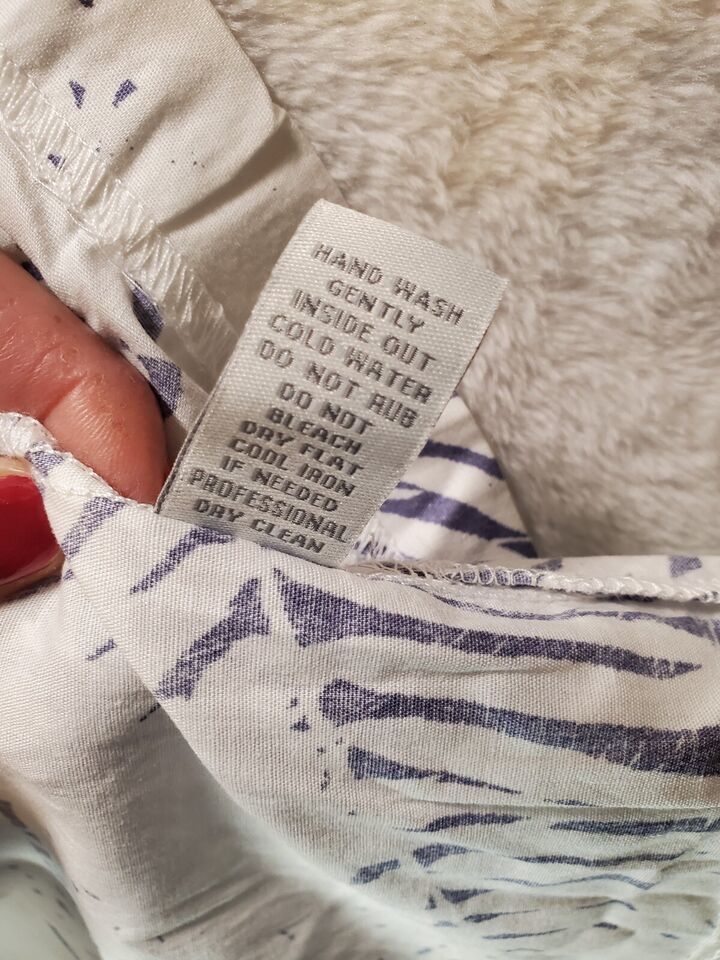 HAND WASH
GENTLY
INSIDE OUT
COLD WATER
DO NOT RUB
DO NOT
BLEACH
DRY FLAT
COOL IRON
IF NEEDED
PROFESSIONAL
DRY CLEAN